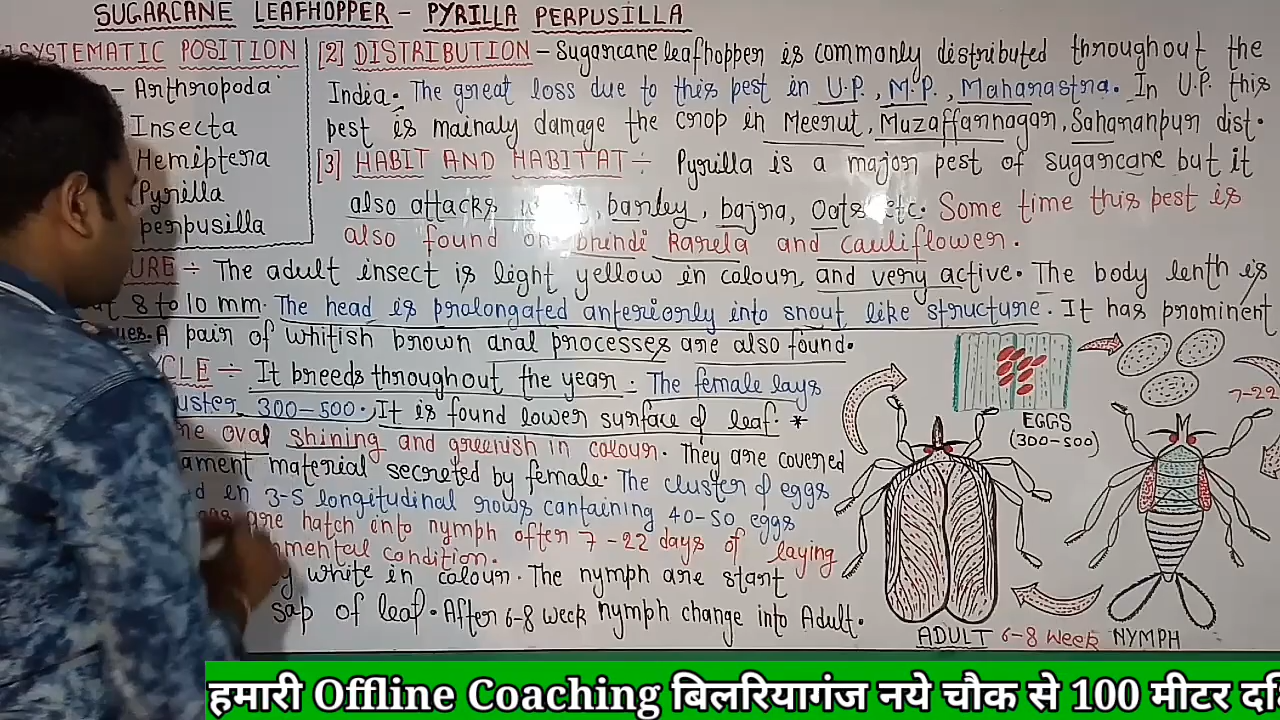 SUGARCANE LEAFHOPPER - PYRILLA PERPUSILLA
SYSTEMATIC POSITION
- Arthropoda
Insecta
Hemiptera
Pyrilla
perpusilla
[2] DISTRIBUTION - Sugarcane leafhopper is commonly distributed throughout the
India. The great loss due to this pest in U.P., M.P., Maharastra. In U.P. this
pest is mainaly damage the crop in Meerut, Muzaffarnagar, Saharanpur dist.
[3] HABIT AND HABITAT ÷ Pyrilla is a major pest of sugarcane but it
also attacks barley, bajra, Oats etc. Some time this pest is
also found on bhindi Karela and cauliflower.
URE ÷ The adult insect is light yellow in colour and very active. The body lenth is
8 to 10 mm. The head is prolongated anteriorly into snout like structure. It has prominent
A pair of whitish brown anal processes are also found.
CLE ÷ It breeds throughout the year. The female lays
uster 300-500. It is found lower surface of leaf. *
oval shining and greenish in colour. They are covered
ament material secreted by female. The cluster of eggs
in 3-5 longitudinal rows cantaining 40-50 eggs
are hatch into nymph after 7-22 days of laying
nmental condition.
white in colour. The nymph are start
sap of leaf. After 6-8 week nymph change into Adult.
EGGS
(300-500)
7-22
ADULT 6-8 week NYMPH
हमारी Offline Coaching बिलरियागंज नये चौक से 100 मीटर दक्षि